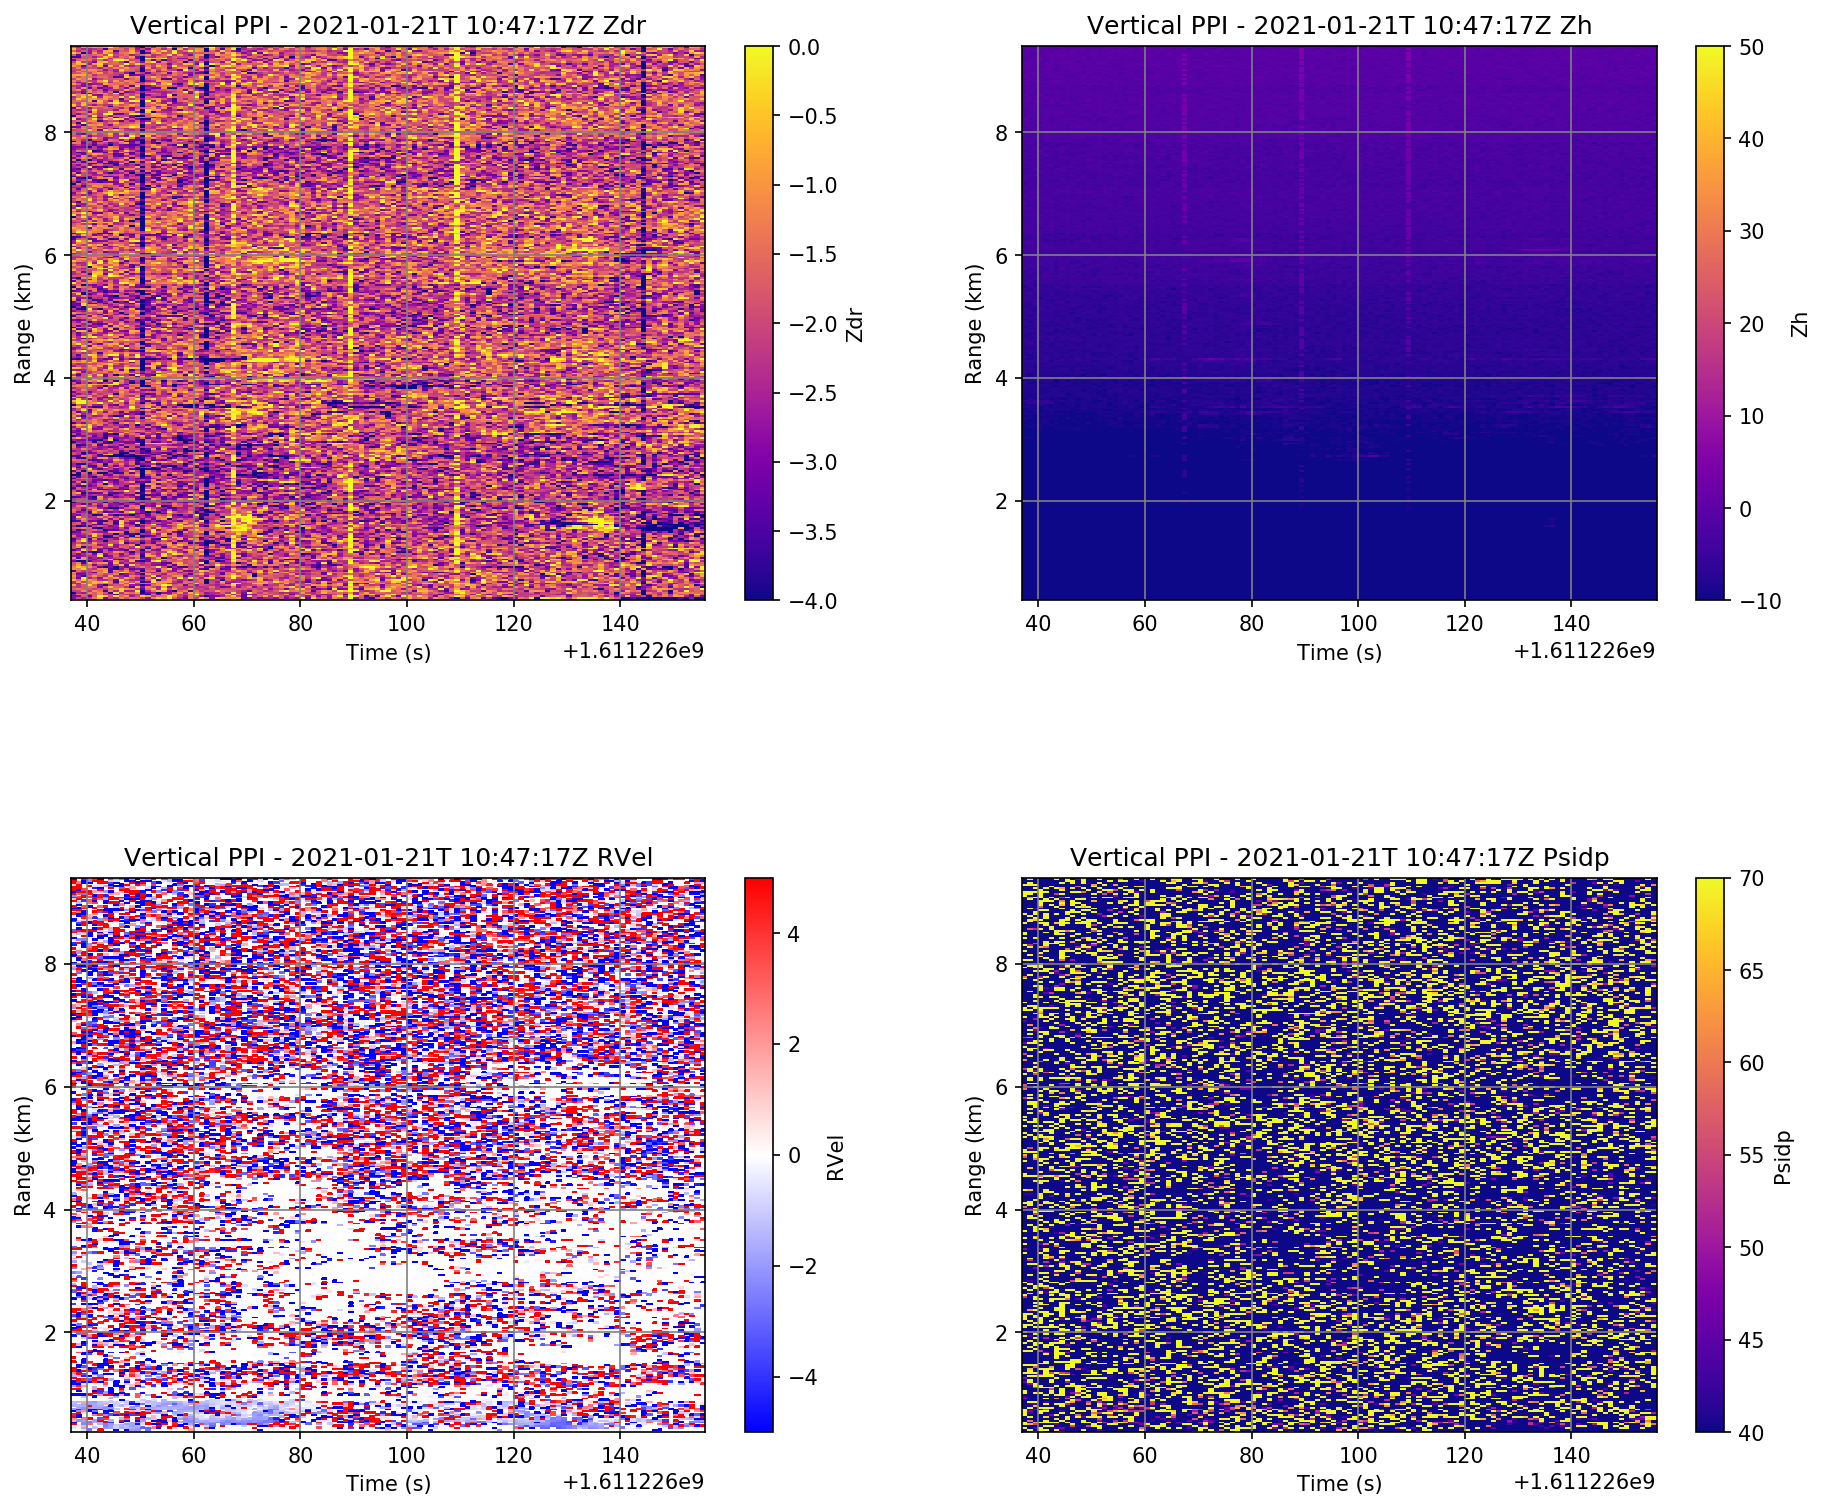 Vertical PPI - 2021-01-21T 10:47:17Z Zdr
Range (km)
8
6
4
2
40 60 80 100 120 140
Time (s)
+1.611226e9
0.0
−0.5
−1.0
−1.5
−2.0
−2.5
−3.0
−3.5
−4.0
Zdr
Vertical PPI - 2021-01-21T 10:47:17Z Zh
Range (km)
8
6
4
2
40 60 80 100 120 140
Time (s)
+1.611226e9
50
40
30
20
10
0
−10
Zh
Vertical PPI - 2021-01-21T 10:47:17Z RVel
Range (km)
8
6
4
2
40 60 80 100 120 140
Time (s)
+1.611226e9
4
2
0
−2
−4
RVel
Vertical PPI - 2021-01-21T 10:47:17Z Psidp
Range (km)
8
6
4
2
40 60 80 100 120 140
Time (s)
+1.611226e9
70
65
60
55
50
45
40
Psidp